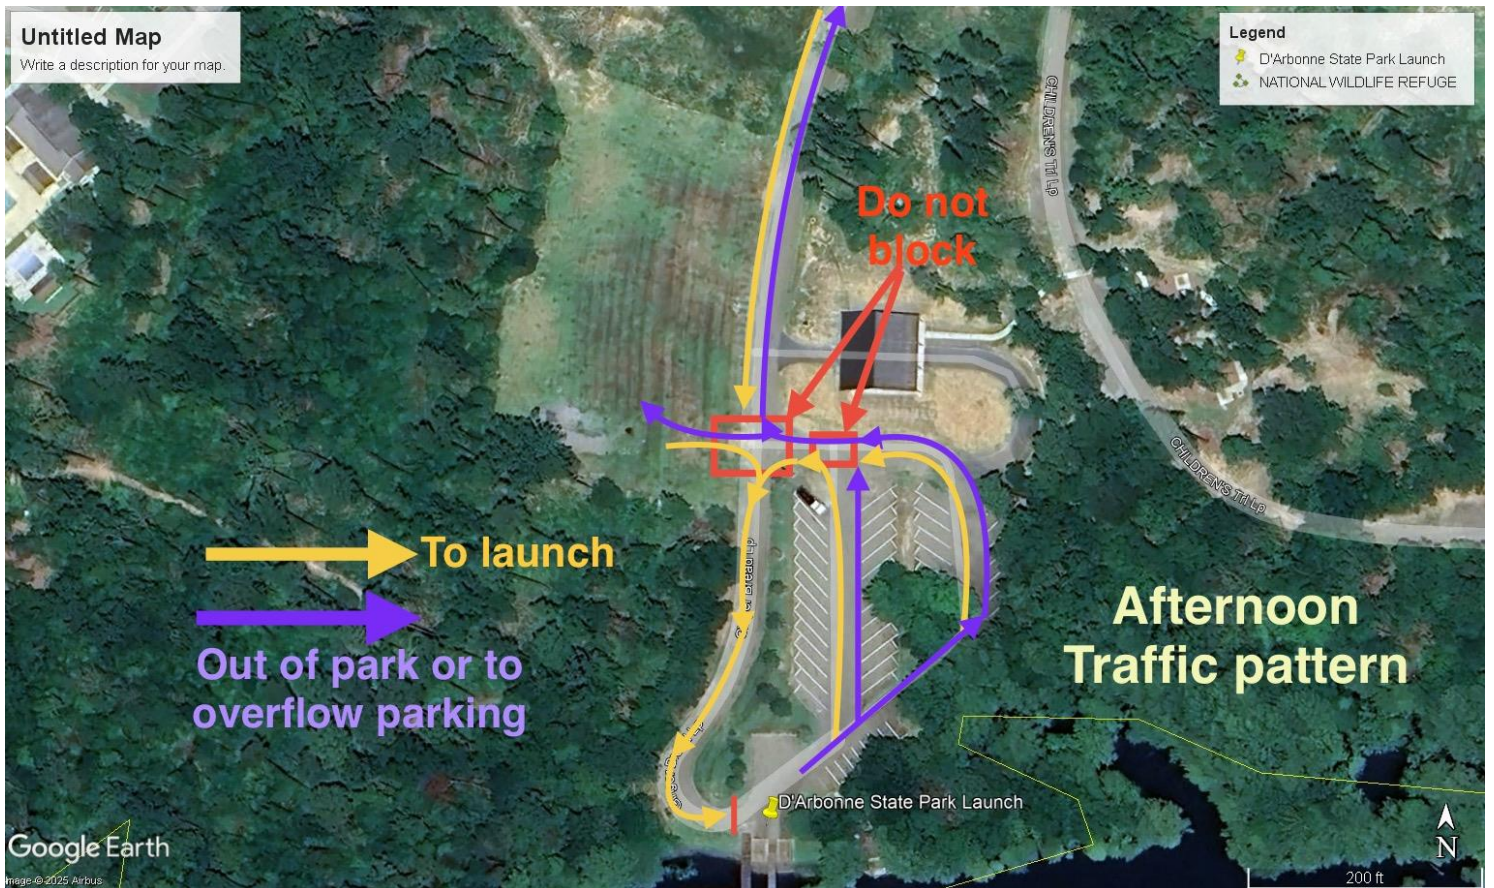 Untitled Map
Write a description for your map.
Legend
D'Arbonne State Park Launch
NATIONAL WILDLIFE REFUGE
CHILDREN'S Trl Lp
Do not
block
CHILDREN'S Trl Lp
To launch
Out of park or to
overflow parking
Afternoon
Traffic pattern
D'Arbonne State Park Launch
Google Earth
Image © 2025 Airbus
N
200 ft